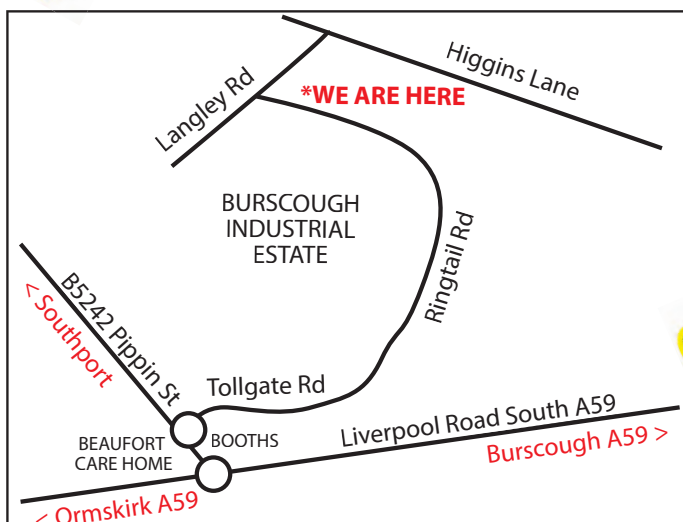 Higgins Lane
Langley Rd
*WE ARE HERE
BURSCOUGH
INDUSTRIAL
ESTATE
Ringtail Rd
B5242 Pippin St
< Southport
Tollgate Rd
BEAUFORT
CARE HOME
BOOTHS
Liverpool Road South A59
Burscough A59 >
< Ormskirk A59